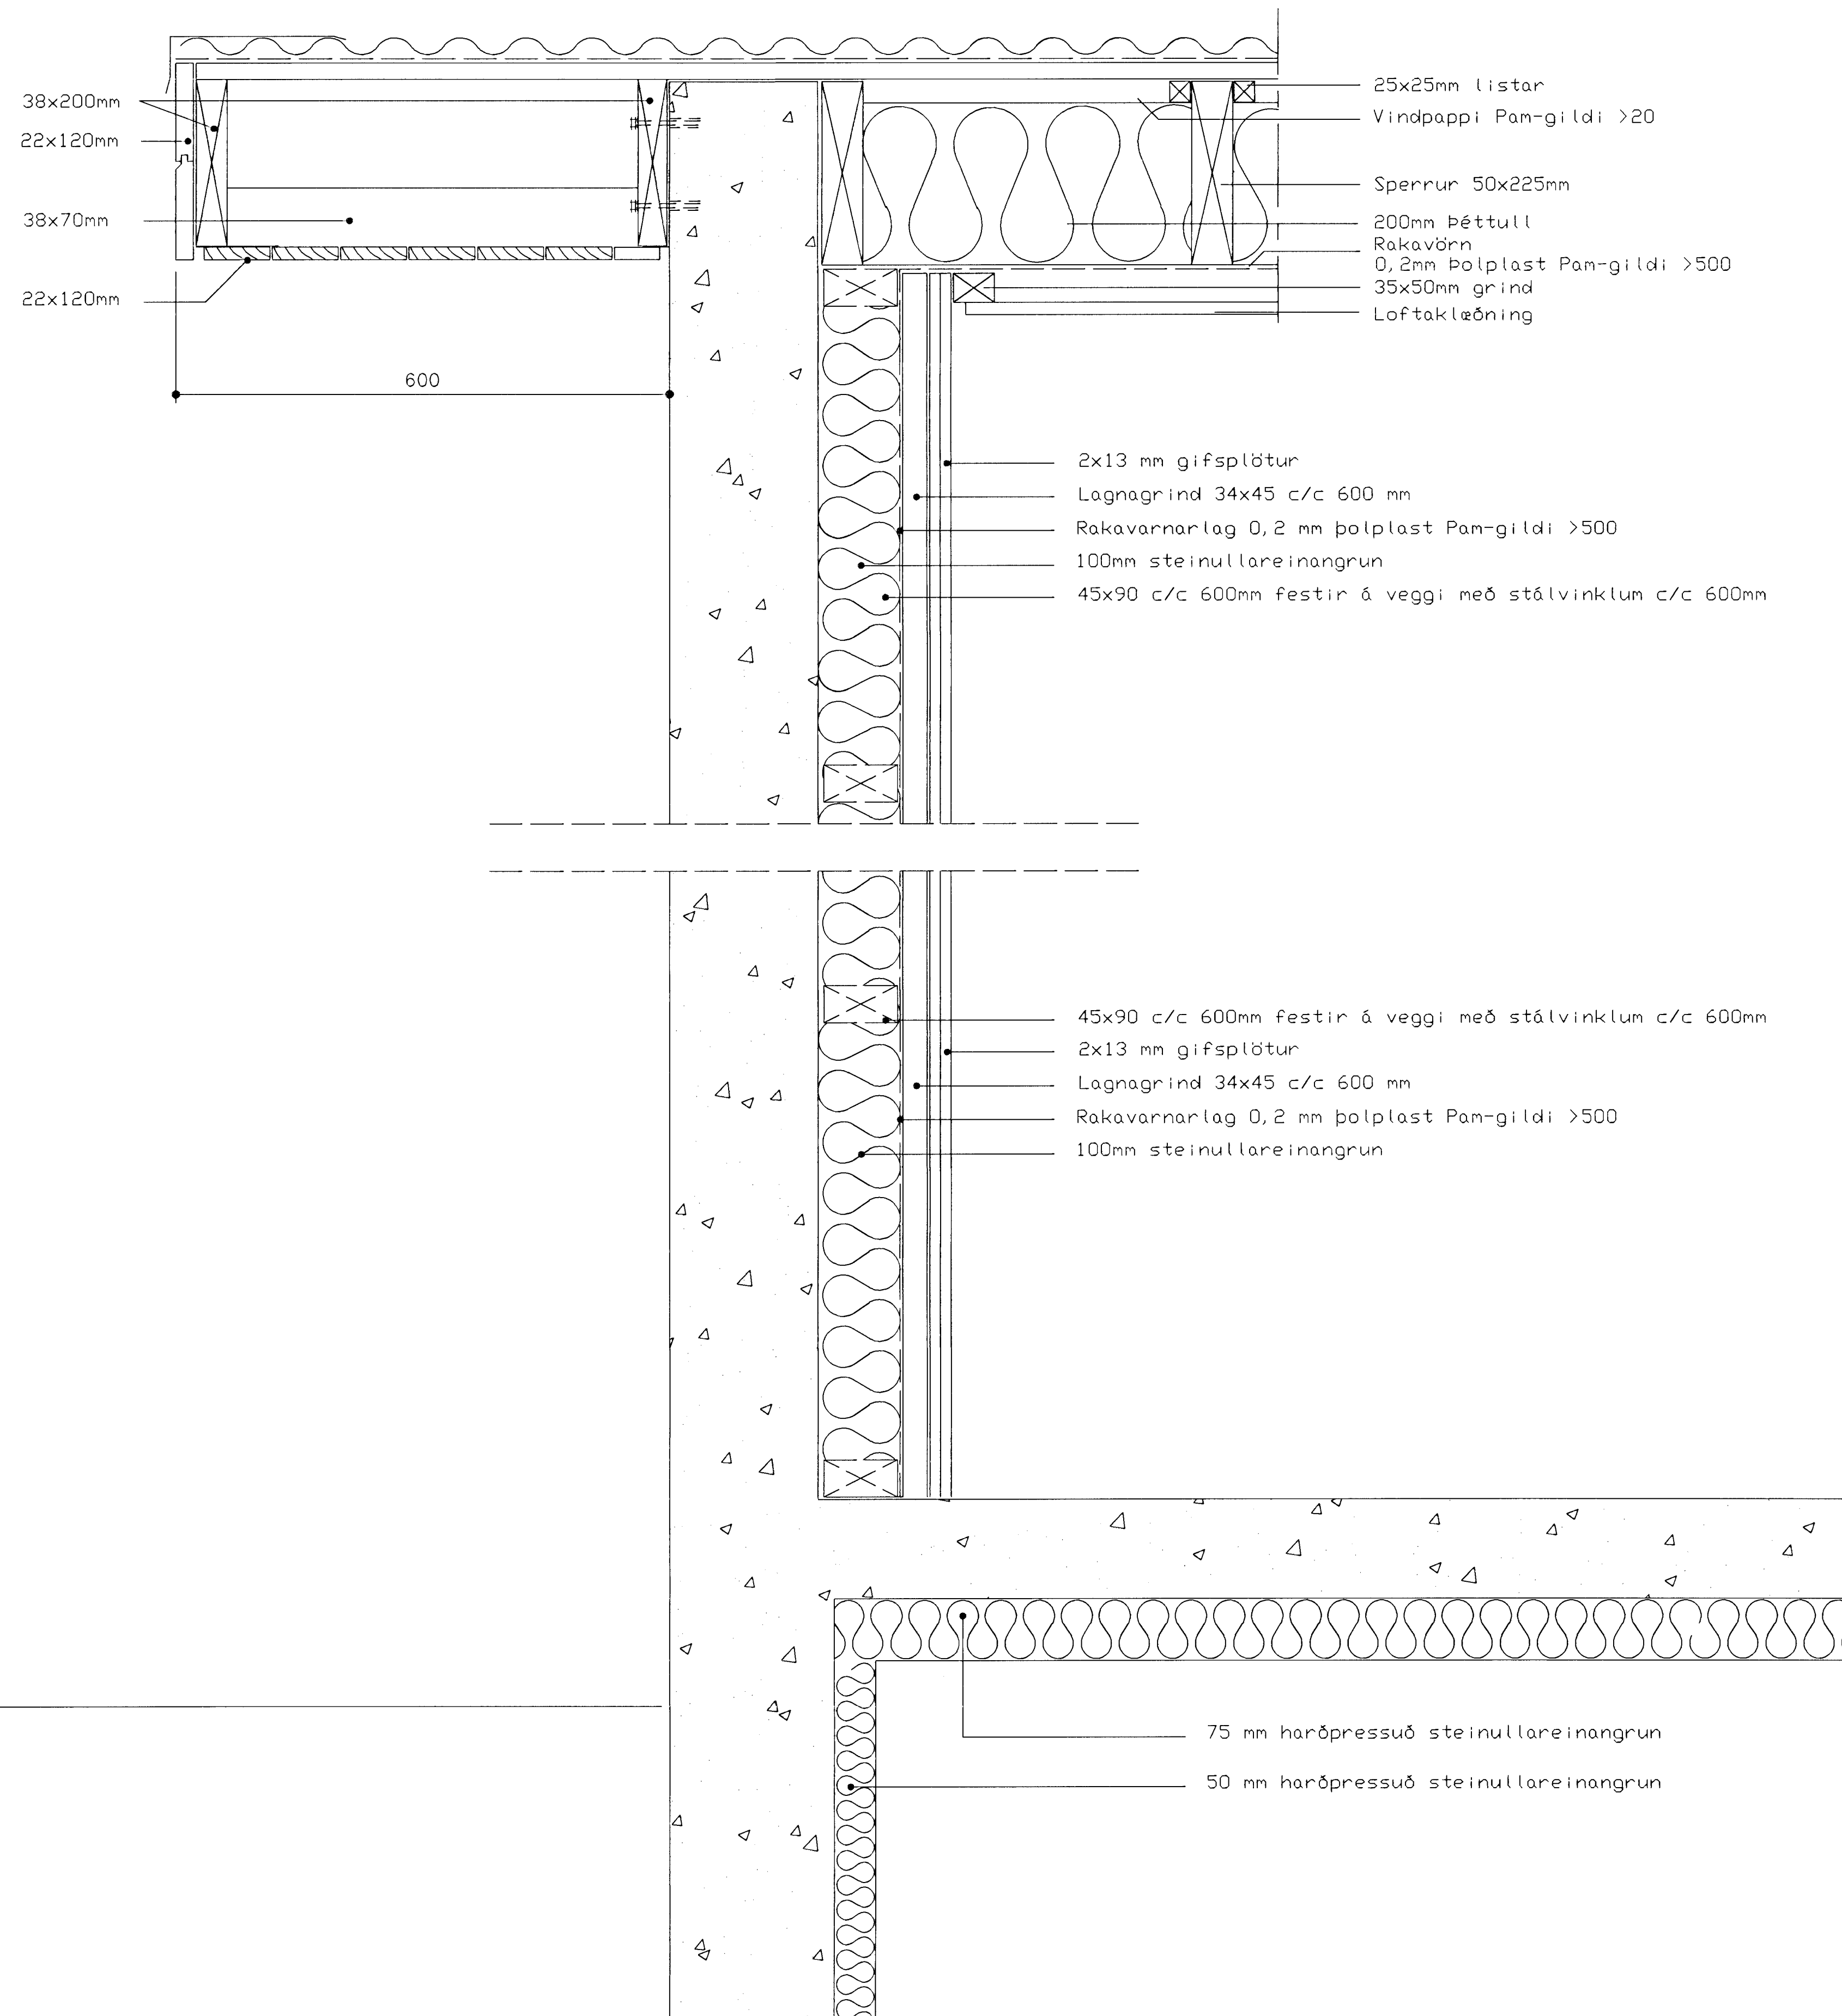 38x200mm
22x120mm
38x70mm
22x120mm
600
25x25mm listar
Vindpappi Pam-gildi >20
Sperrur 50x225mm
200mm Þéttull
Rakavörn
0,2mm Þolplast Pam-gildi >500
35x50mm grind
Loftaklæðning
2x13 mm gifsplötur
Lagnagrind 34x45 c/c 600 mm
Rakavarnarlag 0,2 mm þolplast Pam-gildi >500
100mm steinullareinangrun
45x90 c/c 600mm festir á veggi með stálvinklum c/c 600mm
45x90 c/c 600mm festir á veggi með stálvinklum c/c 600mm
2x13 mm gifsplötur
Lagnagrind 34x45 c/c 600 mm
Rakavarnarlag 0,2 mm þolplast Pam-gildi >500
100mm steinullareinangrun
75 mm harðpressuð steinullareinangrun
50 mm harðpressuð steinullareinangrun